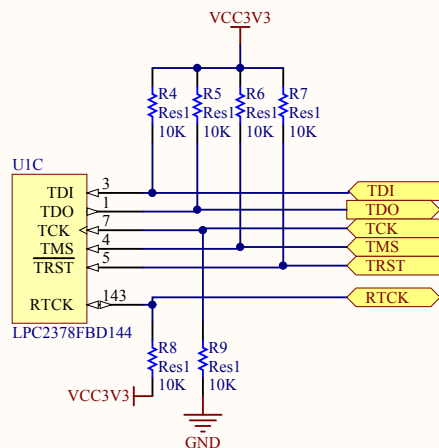 VCC3V3
R4 R5 R6 R7
Res1 Res1 Res1 Res1
10K 10K 10K 10K
U1C
TDI 3 TDI
TDO 1 TDO
TCK 7 TCK
TMS 4 TMS
TRST 5 TRST
RTCK 143 RTCK
LPC2378FBD144
R8 R9
Res1 Res1
10K 10K
VCC3V3
GND